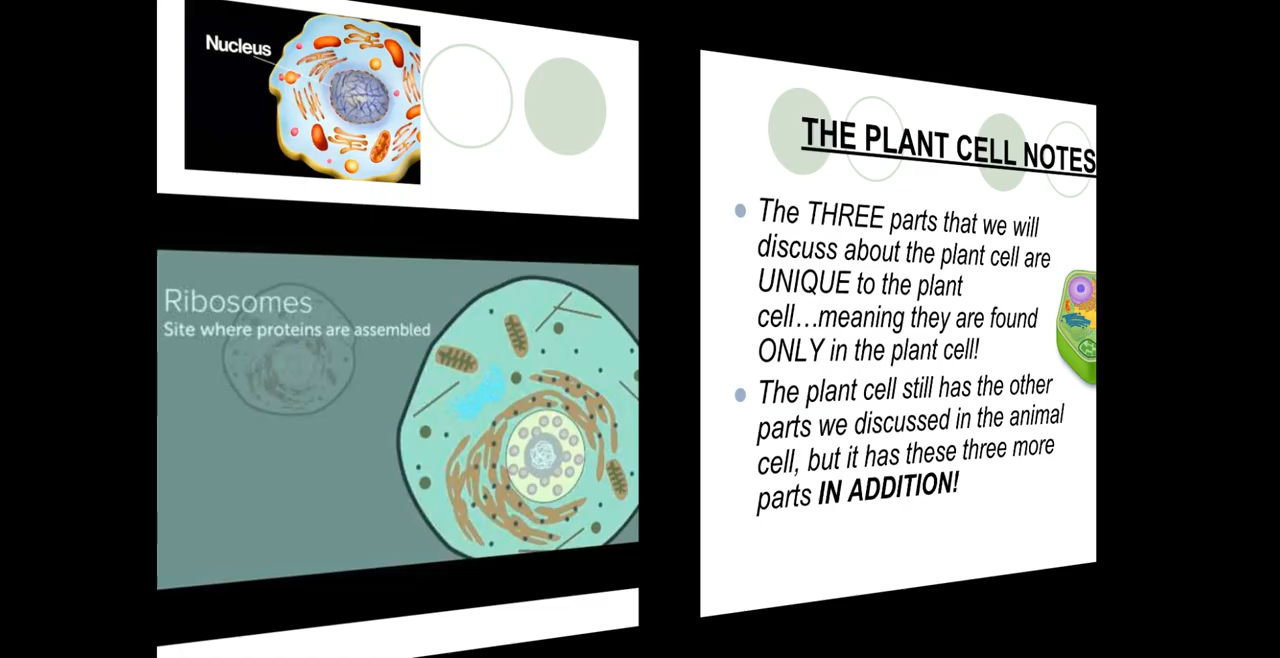 Nucleus
Ribosomes
Site where proteins are assembled
THE PLANT CELL NOTES
The THREE parts that we will
discuss about the plant cell are
UNIQUE to the plant
cell…meaning they are found
ONLY in the plant cell!
The plant cell still has the other
parts we discussed in the animal
cell, but it has these three more
parts IN ADDITION!